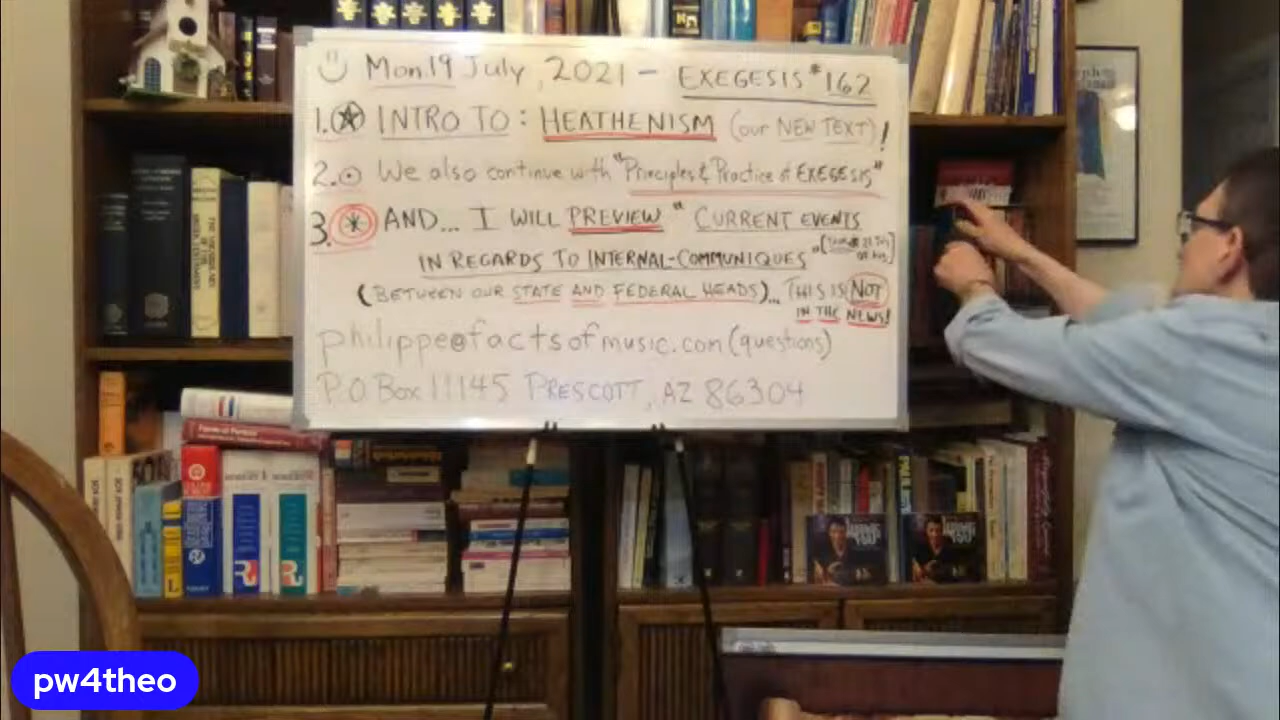 Mon.19 July, 2021 - EXEGESIS #162
1. INTRO TO: HEATHENISM (our NEW TEXT)!
2. We also continue with "Principles & Practice of EXEGESIS"
3. AND... I WILL PREVIEW "CURRENT EVENTS
IN REGARDS TO INTERNAL-COMMUNIQUES"
(BETWEEN OUR STATE AND FEDERAL HEADS)... THIS IS NOT
IN THE NEWS!
philippe@factsofmusic.com (questions)
P.O. Box 11145 PRESCOTT, AZ 86304
pw4theo